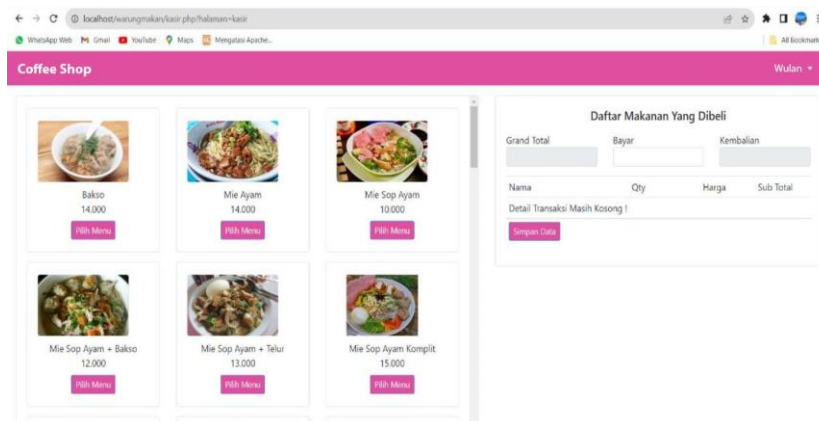 localhost/warungmakan/kasir.php?halaman=kasir
WhatsApp Web Gmail YouTube Maps Mengatasi Apache...
All Bookmark
Coffee Shop
Wulan
Bakso
14.000
Pilih Menu
Mie Ayam
14.000
Pilih Menu
Mie Sop Ayam
10.000
Pilih Menu
Mie Sop Ayam + Bakso
12.000
Pilih Menu
Mie Sop Ayam + Telur
13.000
Pilih Menu
Mie Sop Ayam Komplit
15.000
Pilih Menu
Daftar Makanan Yang Dibeli
Grand Total Bayar Kembalian
Nama Qty Harga Sub Total
Detail Transaksi Masih Kosong !
Simpan Data